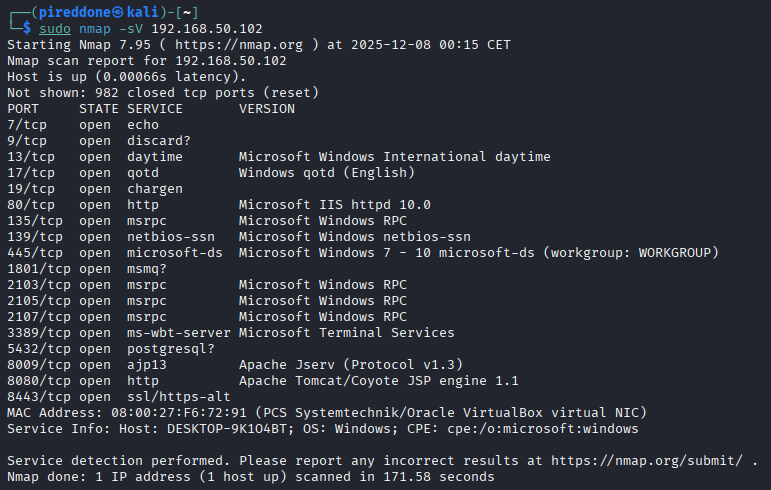 ┌──(pireddone㉿kali)-[~]
└─$ sudo nmap -sV 192.168.50.102
Starting Nmap 7.95 ( https://nmap.org ) at 2025-12-08 00:15 CET
Nmap scan report for 192.168.50.102
Host is up (0.00066s latency).
Not shown: 982 closed tcp ports (reset)
PORT     STATE SERVICE       VERSION
7/tcp    open  echo
9/tcp    open  discard?
13/tcp   open  daytime       Microsoft Windows International daytime
17/tcp   open  qotd          Windows qotd (English)
19/tcp   open  chargen
80/tcp   open  http          Microsoft IIS httpd 10.0
135/tcp  open  msrpc         Microsoft Windows RPC
139/tcp  open  netbios-ssn   Microsoft Windows netbios-ssn
445/tcp  open  microsoft-ds  Microsoft Windows 7 - 10 microsoft-ds (workgroup: WORKGROUP)
1801/tcp open  msmq?
2103/tcp open  msrpc         Microsoft Windows RPC
2105/tcp open  msrpc         Microsoft Windows RPC
2107/tcp open  msrpc         Microsoft Windows RPC
3389/tcp open  ms-wbt-server Microsoft Terminal Services
5432/tcp open  postgresql?
8009/tcp open  ajp13         Apache Jserv (Protocol v1.3)
8080/tcp open  http          Apache Tomcat/Coyote JSP engine 1.1
8443/tcp open  ssl/https-alt
MAC Address: 08:00:27:F6:72:91 (PCS Systemtechnik/Oracle VirtualBox virtual NIC)
Service Info: Host: DESKTOP-9K1O4BT; OS: Windows; CPE: cpe:/o:microsoft:windows

Service detection performed. Please report any incorrect results at https://nmap.org/submit/ .
Nmap done: 1 IP address (1 host up) scanned in 171.58 seconds